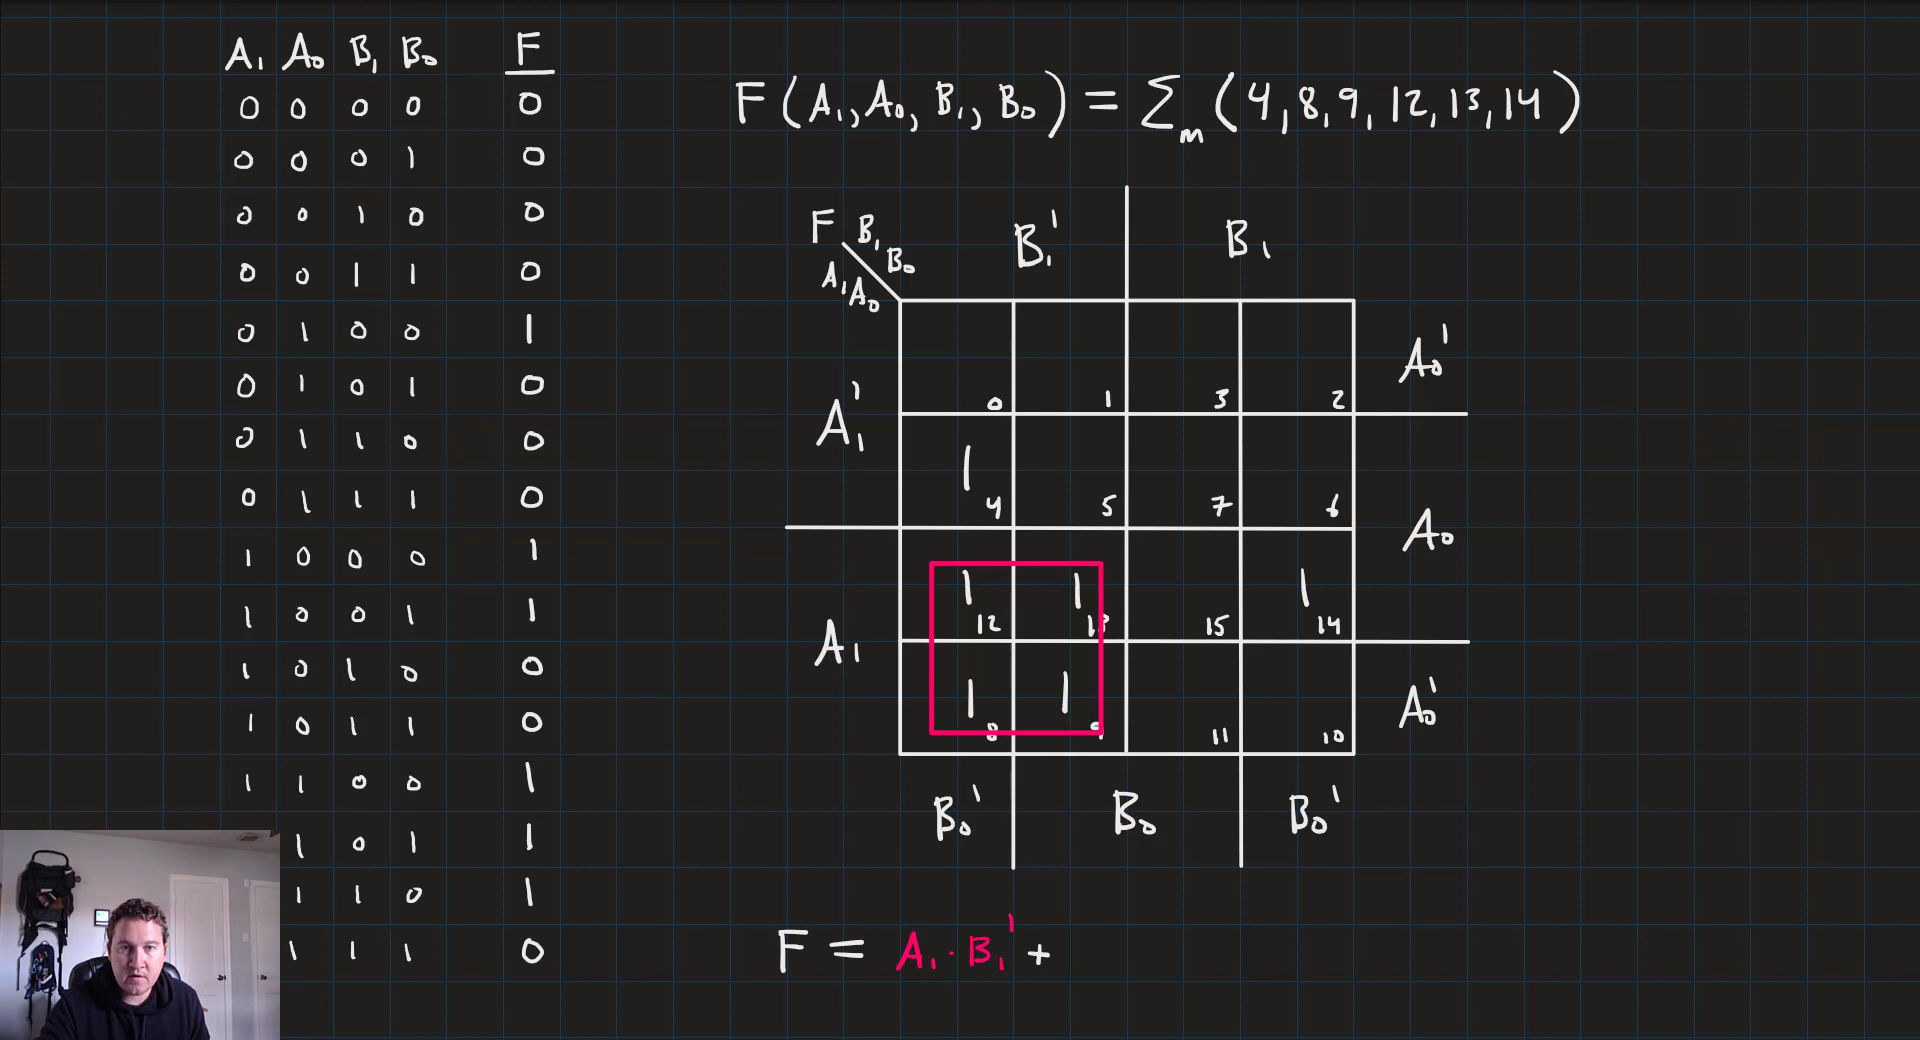 A₁ A₀ B₁ B₀ F
0 0 0 0 0
0 0 0 1 0
0 0 1 0 0
0 0 1 1 0
0 1 0 0 1
0 1 0 1 0
0 1 1 0 0
0 1 1 1 0
1 0 0 0 1
1 0 0 1 1
1 0 1 0 0
1 0 1 1 0
1 1 0 0 1
1 0 1 1
1 1 0 1
1 1 1 0
F(A₁, A₀, B₁, B₀) = Σm (4,8,9,12,13,14)
F B₁ B₀
A₁A₀
B₁' B₁
A₀'
0 1 3 2
A₁'
1
4 5 7 6
A₀
1 1 1
12 13 15 14
A₁
1 1
8 9 11 10
A₀'
B₀' B₀ B₀'
F = A₁ · B₁' +